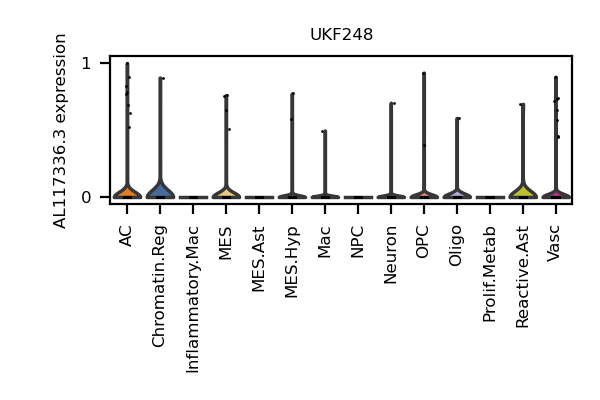 UKF248
AL117336.3 expression
1
0
AC
Chromatin.Reg
Inflammatory.Mac
MES
MES.Ast
MES.Hyp
Mac
NPC
Neuron
OPC
Oligo
Prolif.Metab
Reactive.Ast
Vasc